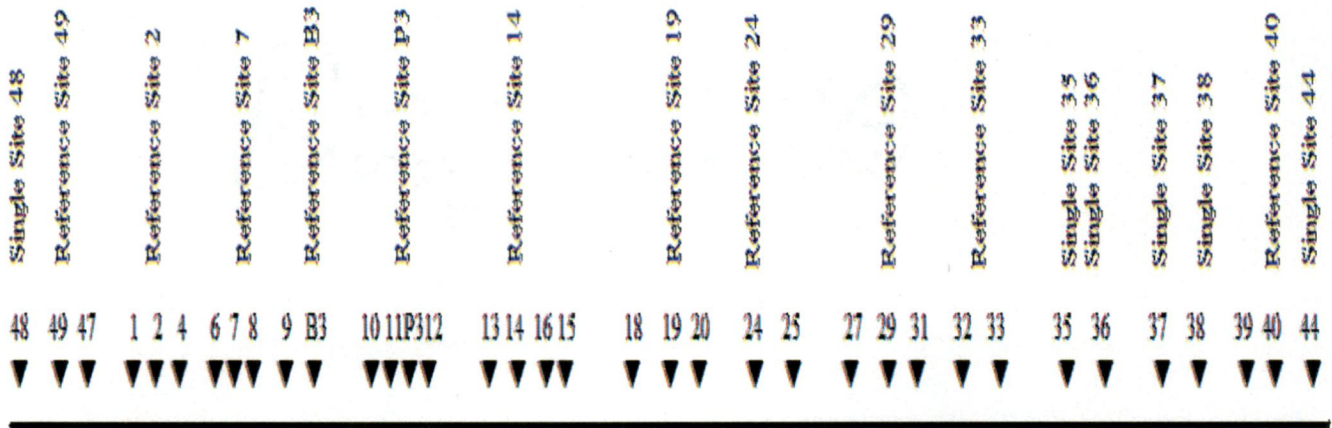 Single Site 48
Reference Site 49
Reference Site 2
Reference Site 7
Reference Site B3
Reference Site P3
Reference Site 14
Reference Site 19
Reference Site 24
Reference Site 29
Reference Site 33
Single Site 35
Single Site 36
Single Site 37
Single Site 38
Reference Site 40
Single Site 44
48 49 47 1 2 4 6 7 8 9 B3 10 11 P3 12 13 14 16 15 18 19 20 24 25 27 29 31 32 33 35 36 37 38 39 40 44